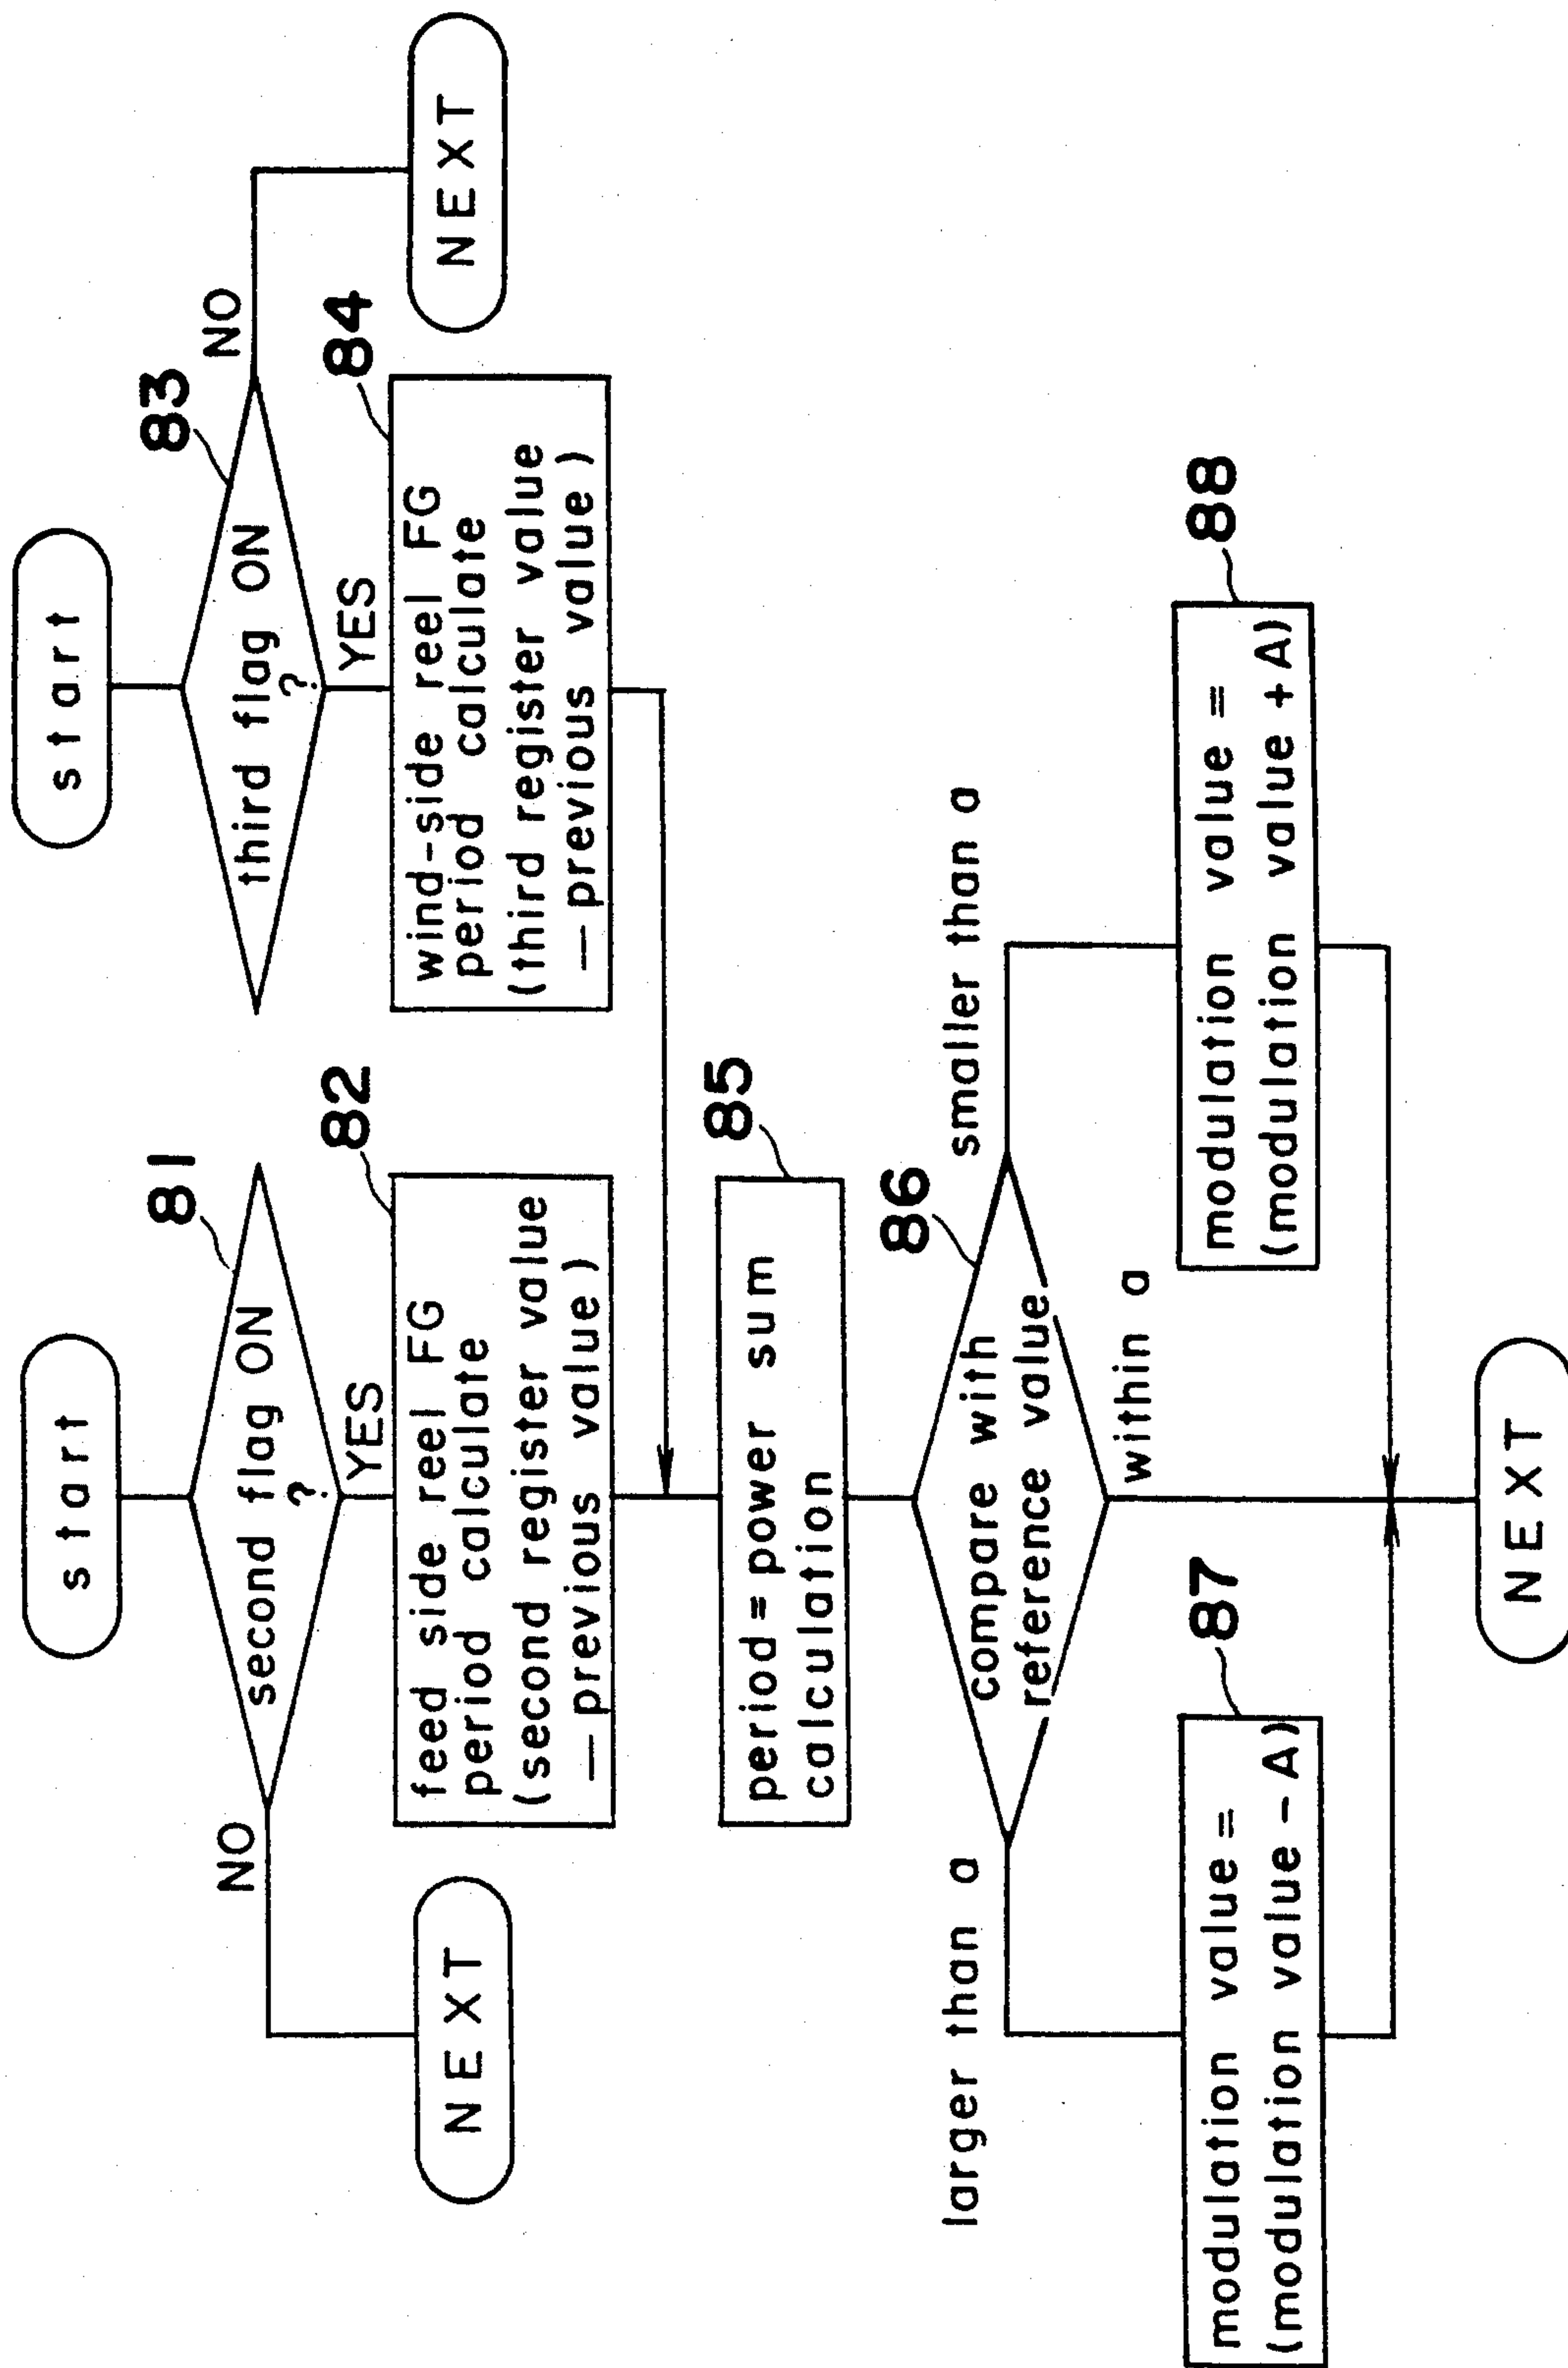 start
second flag ON
?
81
NO
YES
NEXT
82
feed side reel FG
period calculate
(second register value
—previous value)
start
third flag ON
?
83
NO
YES
NEXT
84
wind-side reel FG
period calculate
(third register value
—previous value)
85
period=power sum
calculation
86
compare with
reference value
larger than a
within a
smaller than a
87
modulation value=
(modulation value-A)
88
modulation value=
(modulation value+A)
NEXT